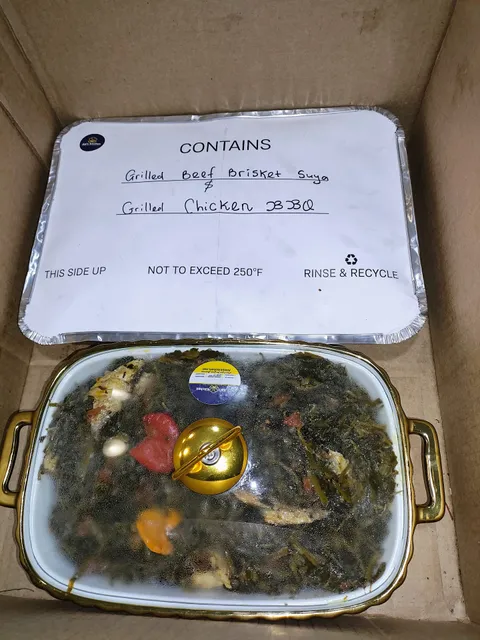 CONTAINS
Grilled Beef Brisket Suya
&
Grilled Chicken BBQ
THIS SIDE UP NOT TO EXCEED 250°F RINSE & RECYCLE